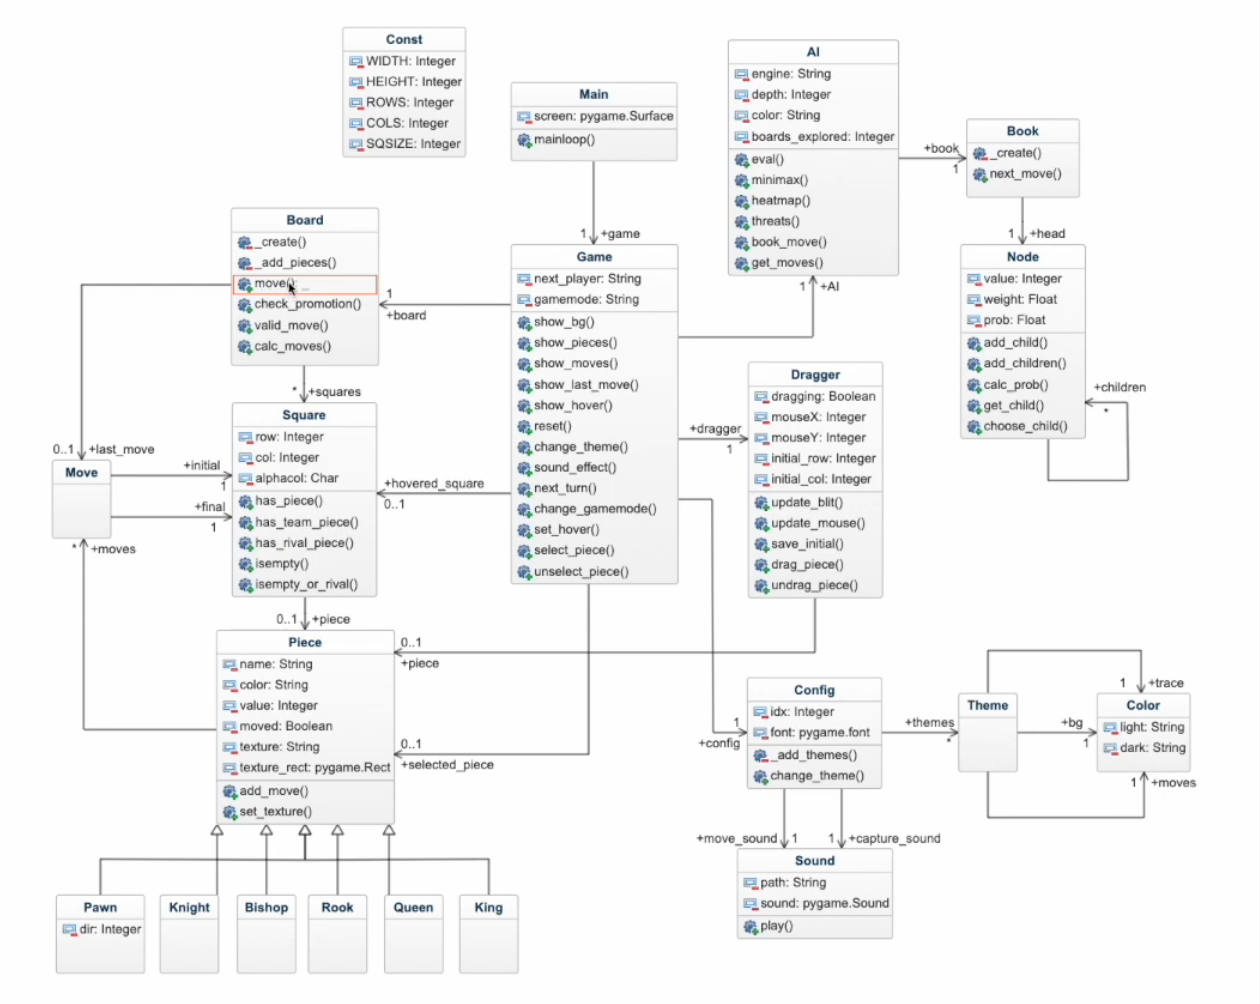 Const
WIDTH: Integer
HEIGHT: Integer
ROWS: Integer
COLS: Integer
SQSIZE: Integer
Main
screen: pygame.Surface
mainloop()
AI
engine: String
depth: Integer
color: String
boards_explored: Integer
eval()
minimax()
heatmap()
threats()
book_move()
get_moves()
+book
1
Book
_create()
next_move()
1 +head
Node
value: Integer
weight: Float
prob: Float
add_child()
add_children()
calc_prob()
get_child()
choose_child()
+children
*
1 +game
Game
next_player: String
gamemode: String
show_bg()
show_pieces()
show_moves()
show_last_move()
show_hover()
reset()
change_theme()
sound_effect()
next_turn()
change_gamemode()
set_hover()
select_piece()
unselect_piece()
1 +AI
Board
_create()
_add_pieces()
move(): _
check_promotion()
valid_move()
calc_moves()
1
+board
* +squares
Square
row: Integer
col: Integer
alphacol: Char
has_piece()
has_team_piece()
has_rival_piece()
isempty()
isempty_or_rival()
0..1 +last_move
Move
+initial
1
+final
1
* +moves
+hovered_square
0..1
+dragger
1
Dragger
dragging: Boolean
mouseX: Integer
mouseY: Integer
initial_row: Integer
initial_col: Integer
update_blit()
update_mouse()
save_initial()
drag_piece()
undrag_piece()
0..1 +piece
Piece
name: String
color: String
value: Integer
moved: Boolean
texture: String
texture_rect: pygame.Rect
add_move()
set_texture()
0..1
+piece
0..1
+selected_piece
1
+config
Config
idx: Integer
font: pygame.font
_add_themes()
change_theme()
+themes
*
Theme
+bg
1
1 +trace
Color
light: String
dark: String
1 +moves
+move_sound 1
1 +capture_sound
Sound
path: String
sound: pygame.Sound
play()
Pawn
dir: Integer
Knight
Bishop
Rook
Queen
King